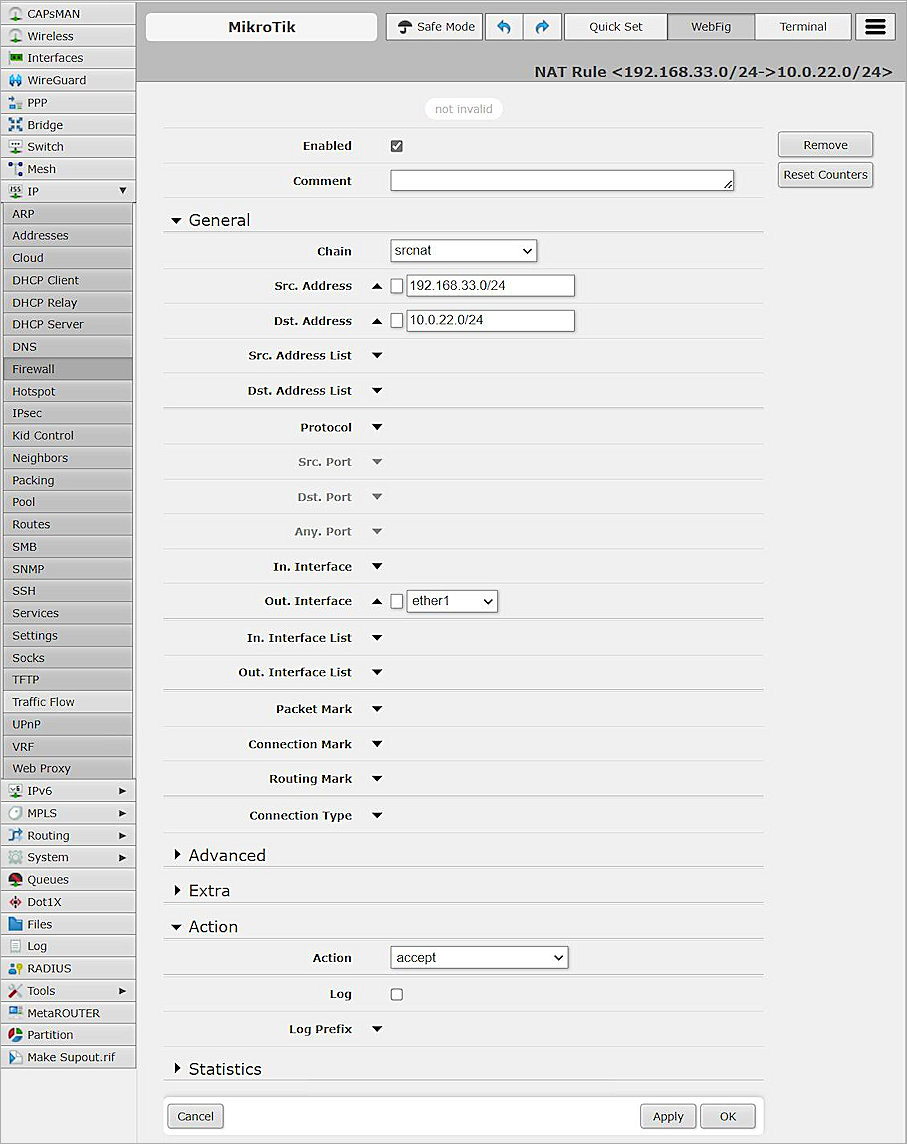 CAPsMAN
Wireless
Interfaces
WireGuard
PPP
Bridge
Switch
Mesh
IP
ARP
Addresses
Cloud
DHCP Client
DHCP Relay
DHCP Server
DNS
Firewall
Hotspot
IPsec
Kid Control
Neighbors
Packing
Pool
Routes
SMB
SNMP
SSH
Services
Settings
Socks
TFTP
Traffic Flow
UPnP
VRF
Web Proxy
IPv6
MPLS
Routing
System
Queues
Dot1X
Files
Log
RADIUS
Tools
MetaROUTER
Partition
Make Supout.rif
MikroTik
Safe Mode
Quick Set
WebFig
Terminal
NAT Rule <192.168.33.0/24->10.0.22.0/24>
not invalid
Enabled
Comment
Remove
Reset Counters
General
Chain srcnat
Src. Address 192.168.33.0/24
Dst. Address 10.0.22.0/24
Src. Address List
Dst. Address List
Protocol
Src. Port
Dst. Port
Any. Port
In. Interface
Out. Interface ether1
In. Interface List
Out. Interface List
Packet Mark
Connection Mark
Routing Mark
Connection Type
Advanced
Extra
Action
Action accept
Log
Log Prefix
Statistics
Cancel
Apply
OK